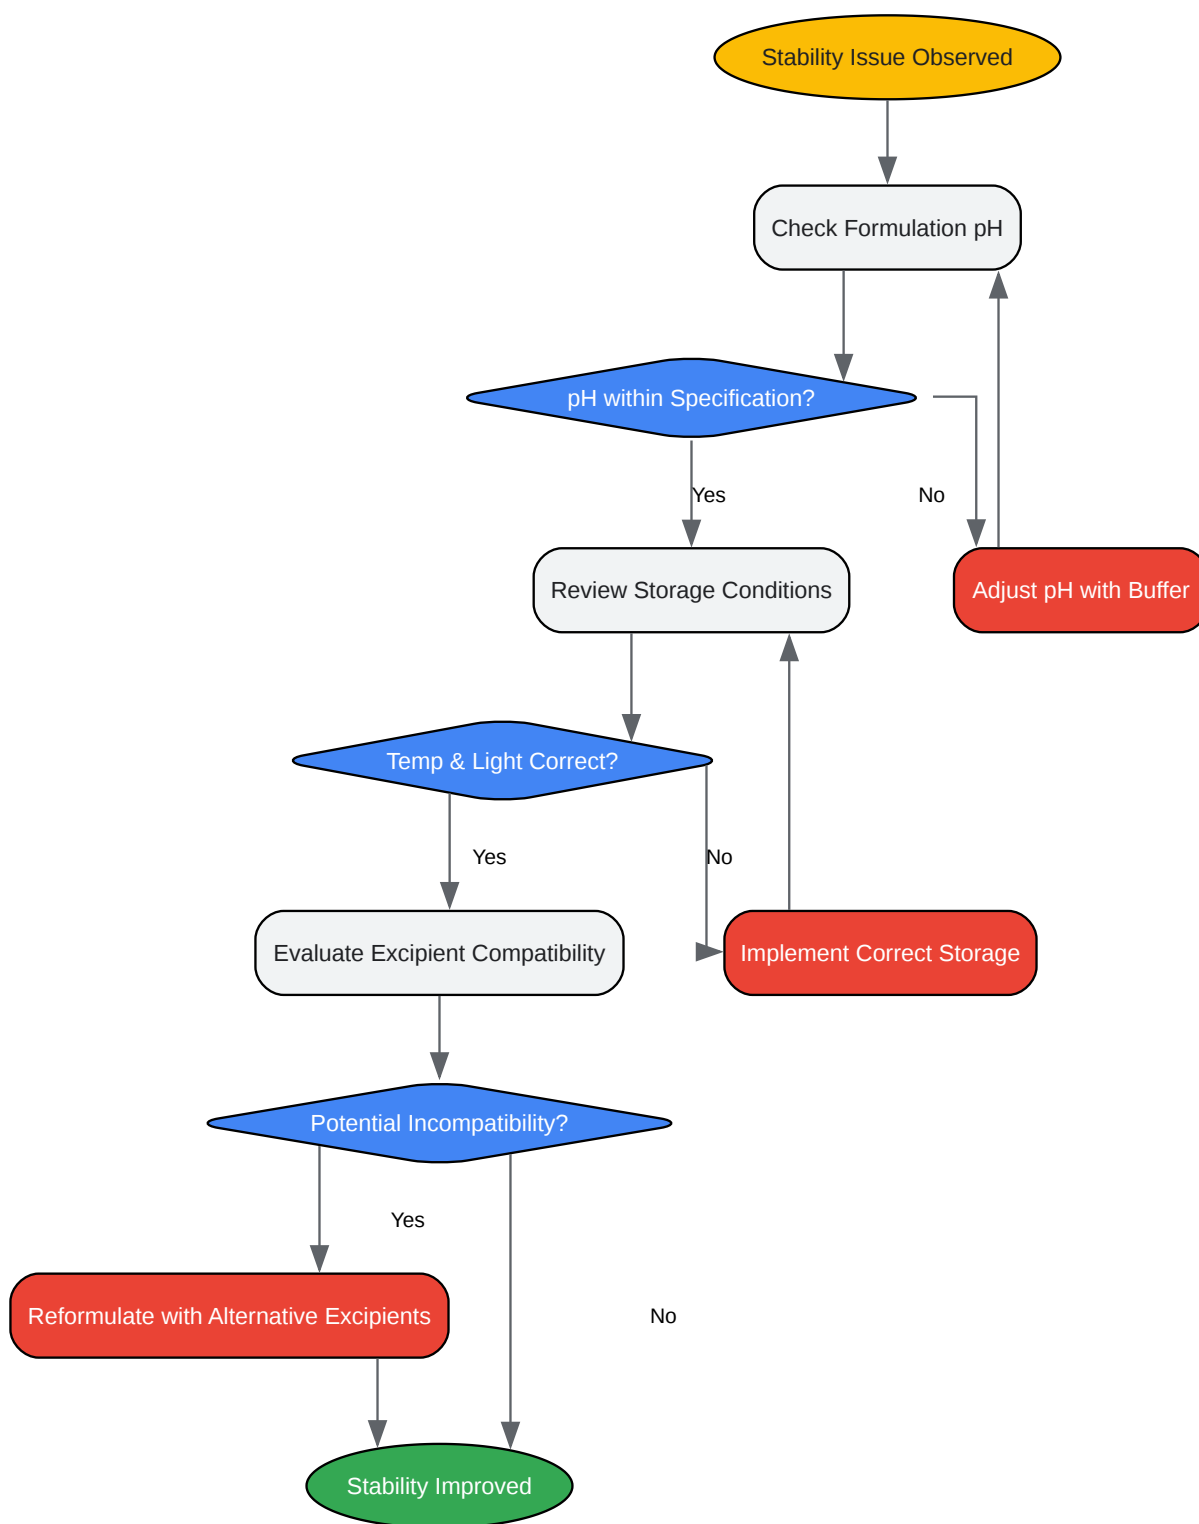 Stability Issue Observed
Check Formulation pH
pH within Specification?
Yes
No
Review Storage Conditions
Adjust pH with Buffer
Temp & Light Correct?
Yes
No
Evaluate Excipient Compatibility
Implement Correct Storage
Potential Incompatibility?
Yes
Reformulate with Alternative Excipients
No
Stability Improved